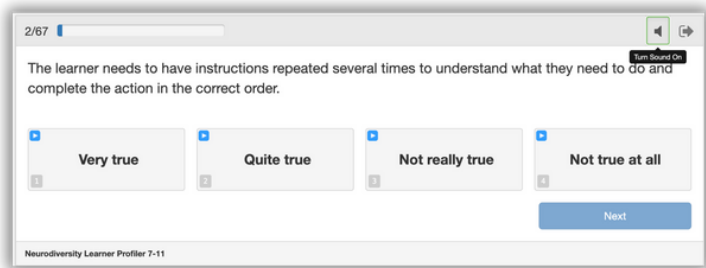 2/67
Turn Sound On
The learner needs to have instructions repeated several times to understand what they need to do and
complete the action in the correct order.
Very true
Quite true
Not really true
Not true at all
1
2
3
4
Next
Neurodiversity Learner Profiler 7-11